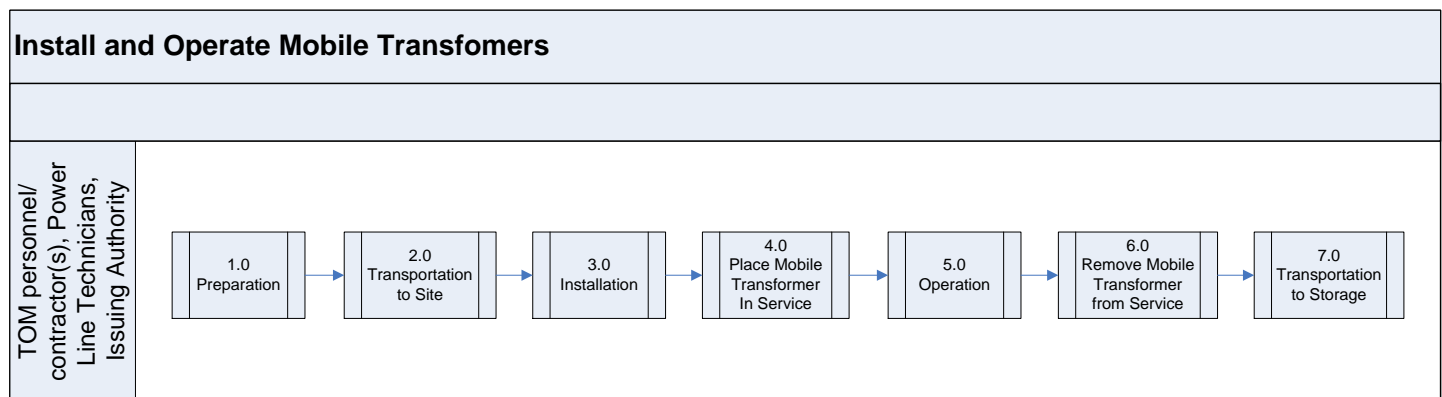 Install and Operate Mobile Transfomers
TOM personnel/
contractor(s), Power
Line Technicians,
Issuing Authority
1.0
Preparation
2.0
Transportation
to Site
3.0
Installation
4.0
Place Mobile
Transformer
In Service
5.0
Operation
6.0
Remove Mobile
Transformer
from Service
7.0
Transportation
to Storage